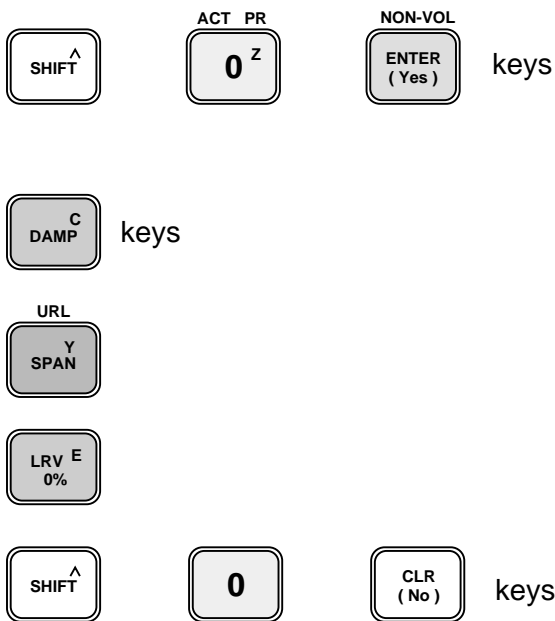 ACT PR NON-VOL
SHIFT ^ 0 Z ENTER keys
( Yes )
C
DAMP keys
URL
Y
SPAN
LRV E
0%
SHIFT ^ 0 CLR keys
( No )